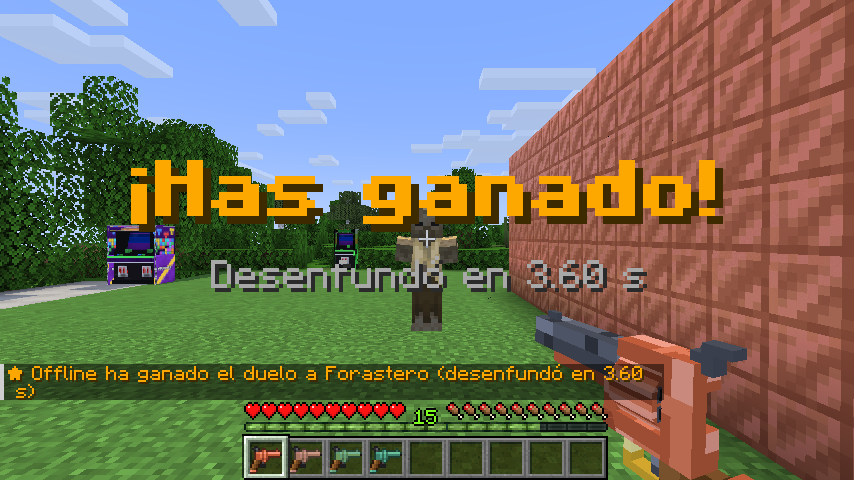 ¡Has ganado!
Desenfundó en 3.60 s
★ Offline ha ganado el duelo a Forastero (desenfundó en 3.60
s)
15